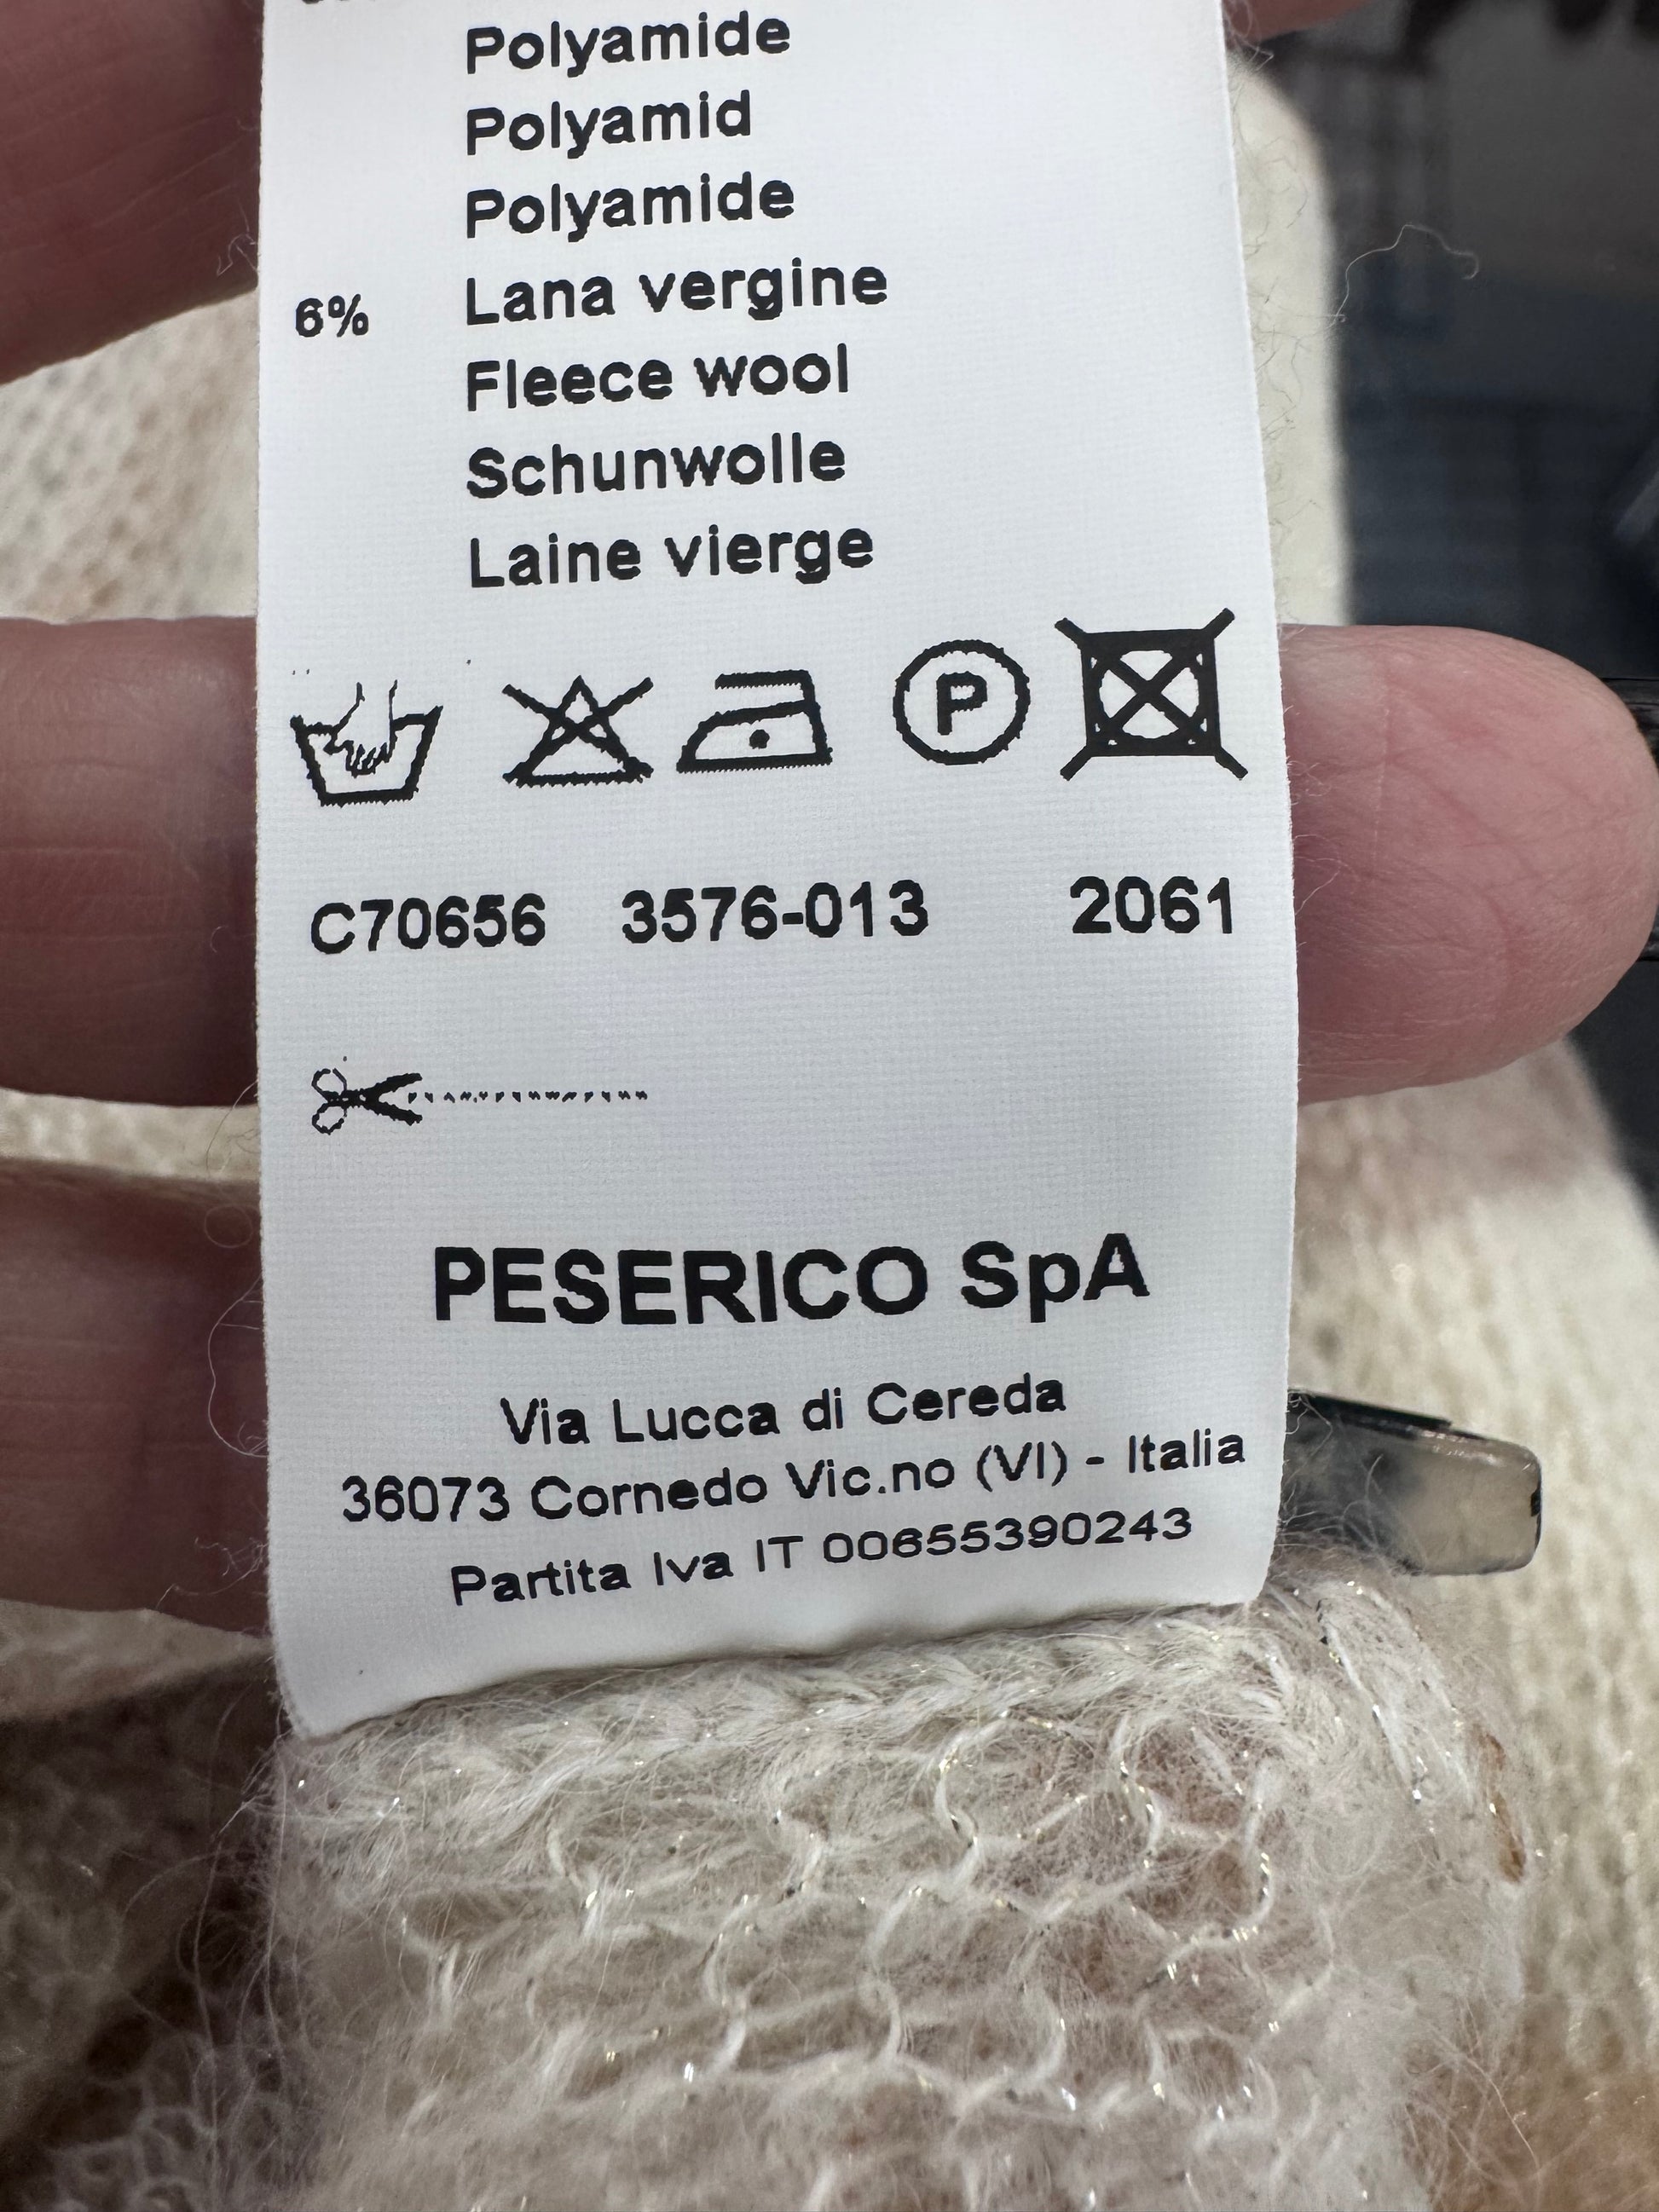 Polyamide
Polyamid
Polyamide
6% Lana vergine
Fleece wool
Schunwolle
Laine vierge
P
C70656 3576-013 2061
PESERICO SpA
Via Lucca di Cereda
36073 Cornedo Vic.no (VI) - Italia
Partita Iva IT 00655390243